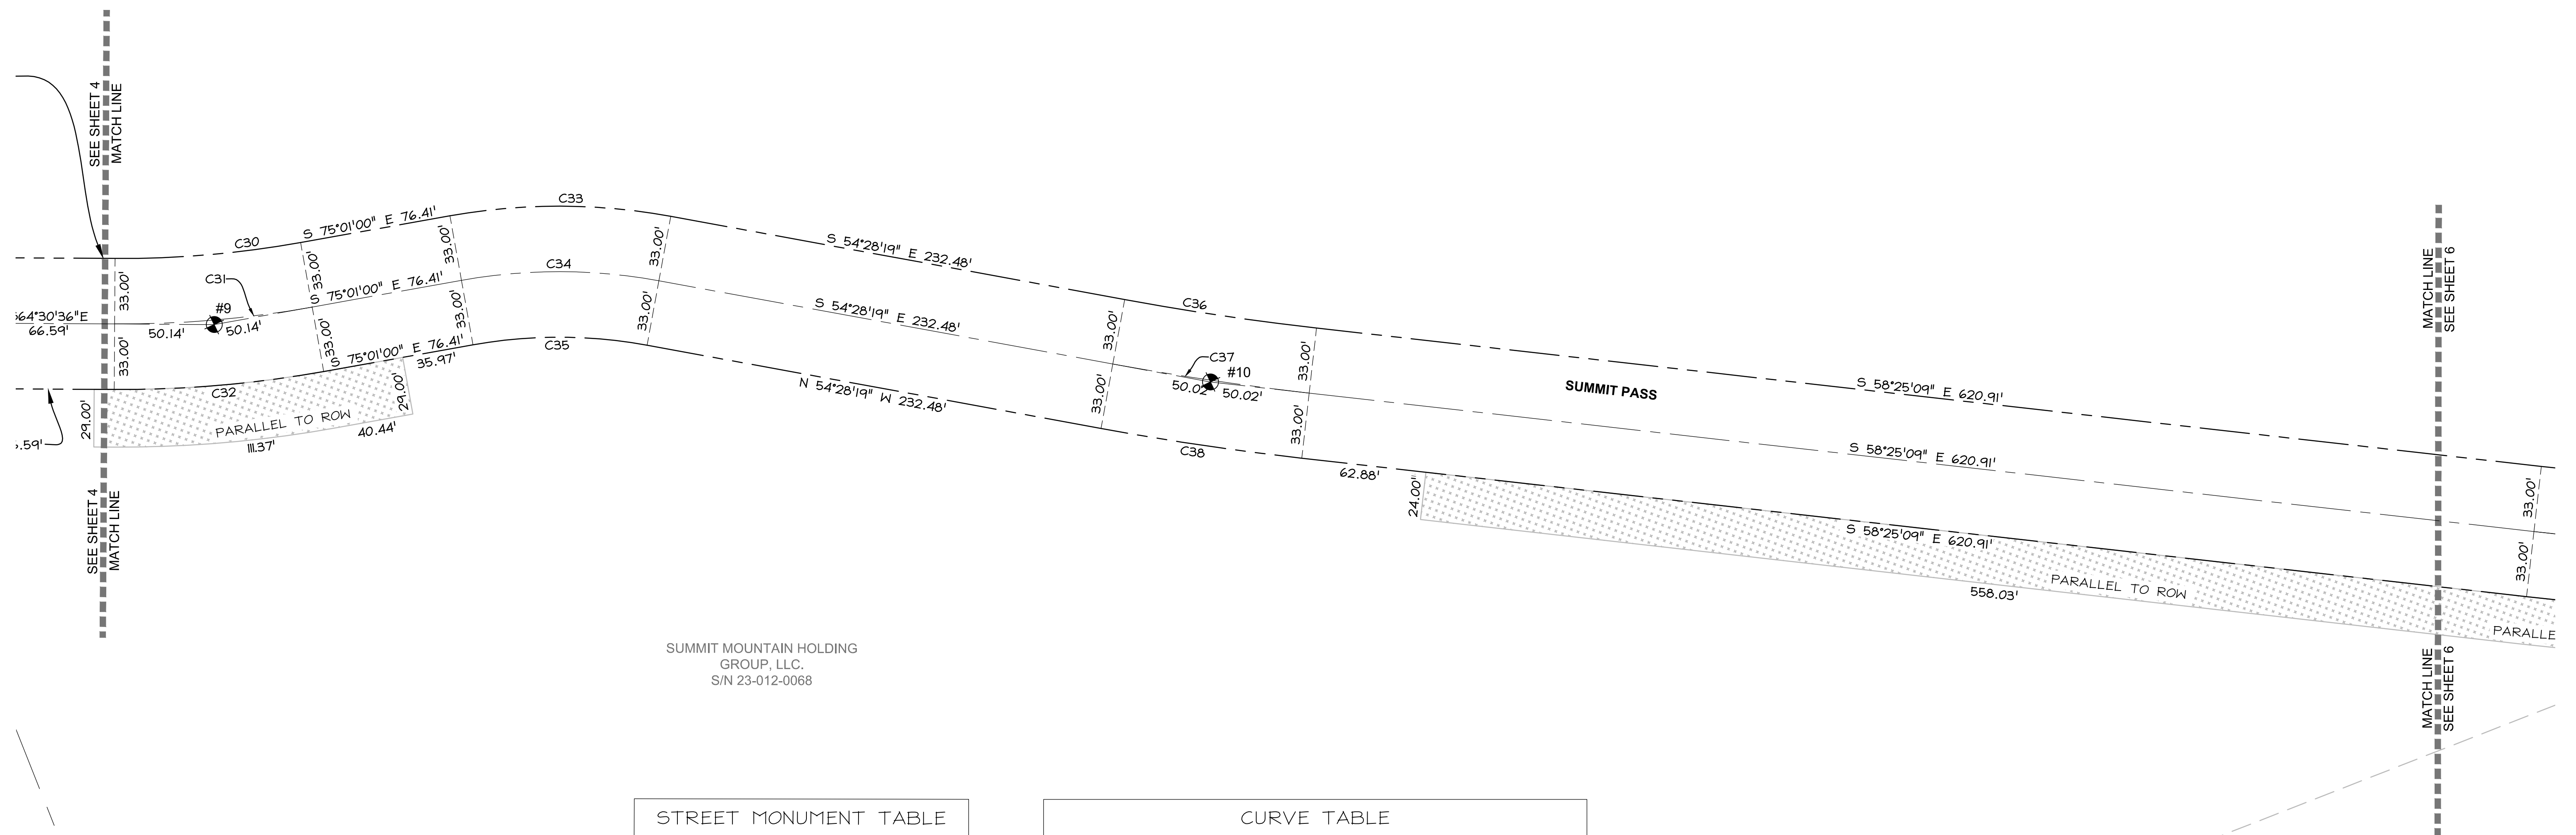 SEE SHEET 4
MATCH LINE
MATCH LINE
SEE SHEET 6
C30
S 75°01'00" E 76.41'
C33
S 54°28'19" E 232.48'
C36
S 58°25'09" E 620.91'
33.00'
33.00'
33.00'
33.00'
33.00'
33.00'
33.00'
C31
#9
S 75°01'00" E 76.41'
C34
S 54°28'19" E 232.48'
C37
#10
50.02'
50.02'
SUMMIT PASS
S 58°25'09" E 620.91'
64°30'36"E
66.59'
50.14'
50.14'
33.00'
33.00'
33.00'
33.00'
33.00'
33.00'
33.00'
C32
S 75°01'00" E 76.41'
35.97'
C35
N 54°28'19" W 232.48'
C38
62.88'
S 58°25'09" E 620.91'
29.00'
29.00'
24.00'
.59'
PARALLEL TO ROW
111.37'
40.44'
PARALLEL TO ROW
558.03'
PARALLE
SEE SHEET 4
MATCH LINE
MATCH LINE
SEE SHEET 6
SUMMIT MOUNTAIN HOLDING
GROUP, LLC.
S/N 23-012-0068
STREET MONUMENT TABLE
CURVE TABLE